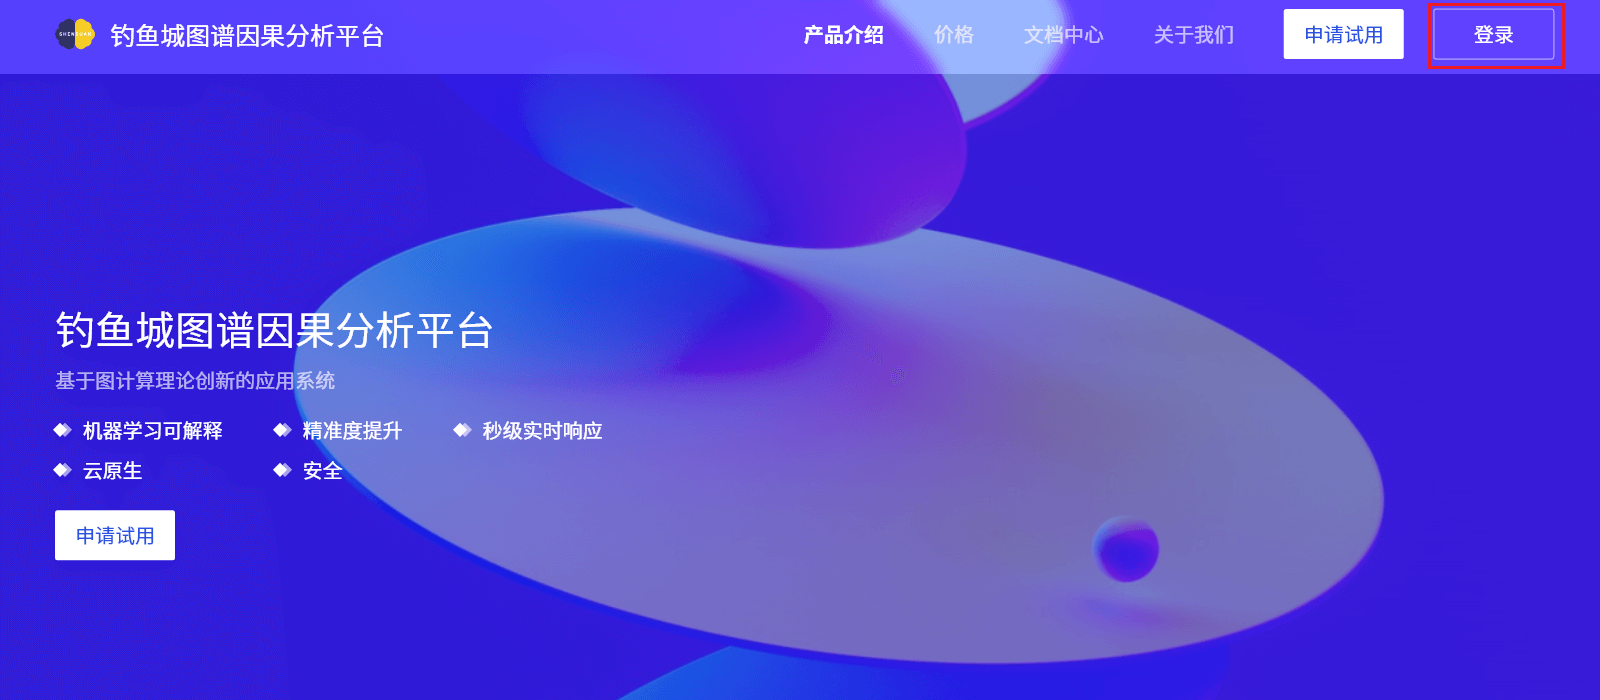 SHENSUAN 钓鱼城图谱因果分析平台 产品介绍 价格 文档中心 关于我们 申请试用 登录
钓鱼城图谱因果分析平台
基于图计算理论创新的应用系统
机器学习可解释 精准度提升 秒级实时响应
云原生 安全
申请试用